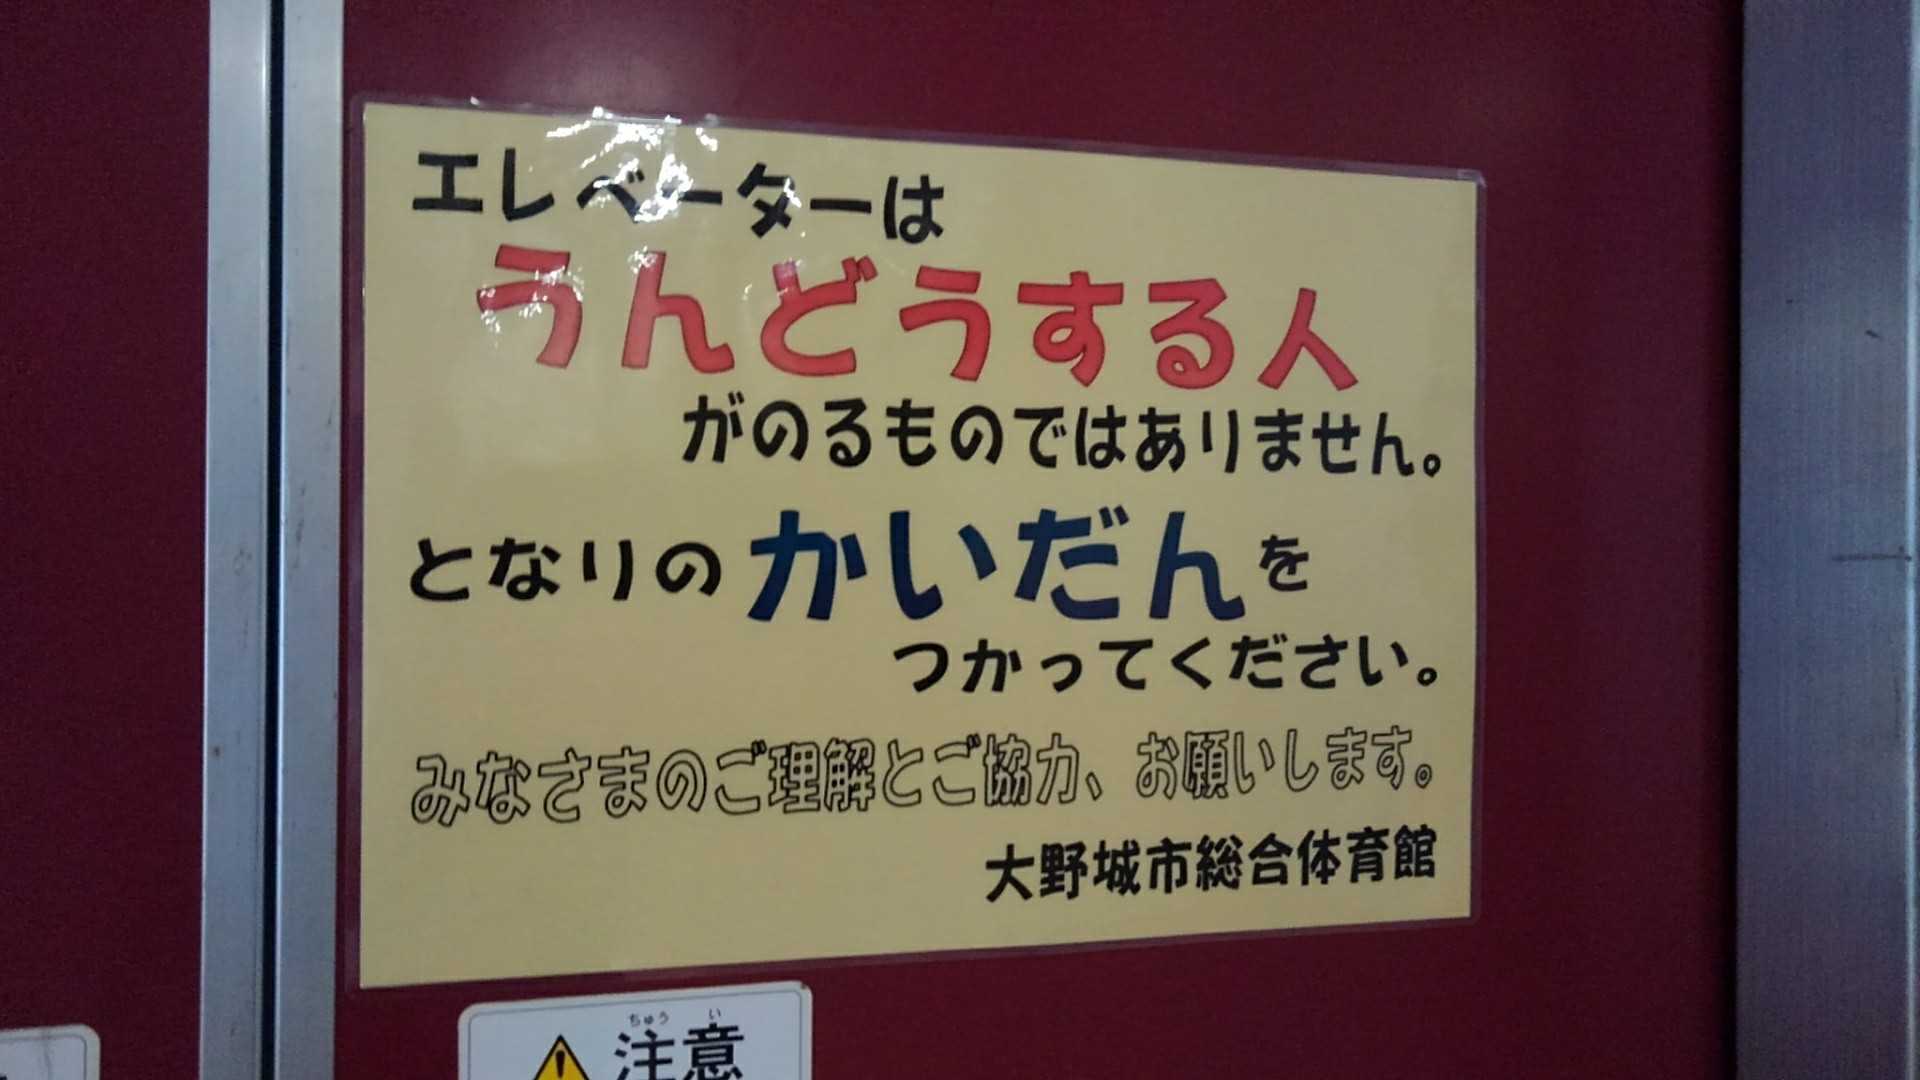 エレベーターは
うんどうする人
がのるものではありません。
となりのかいだんを
つかってください。
みなさまのご理解とご協力、お願いします。
大野城市総合体育館
ちゅうい
注意